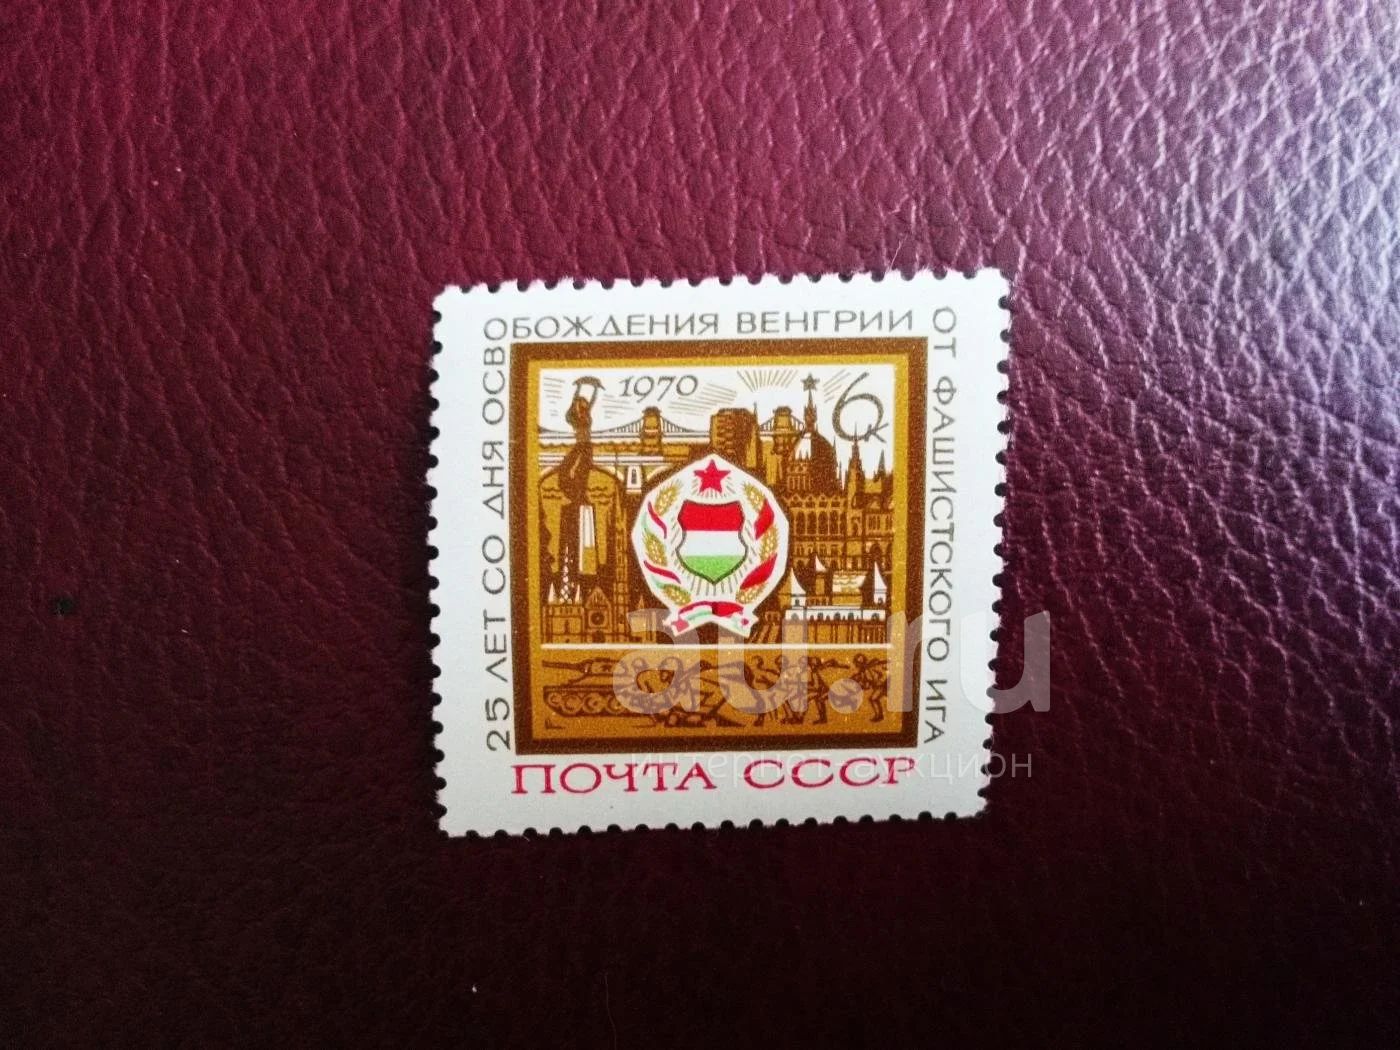 25 ЛЕТ СО ДНЯ ОСВОБОЖДЕНИЯ ВЕНГРИИ ОТ ФАШИСТСКОГО ИГА
1970
6к
ПОЧТА СССР
au.ru
интернет-аукцион